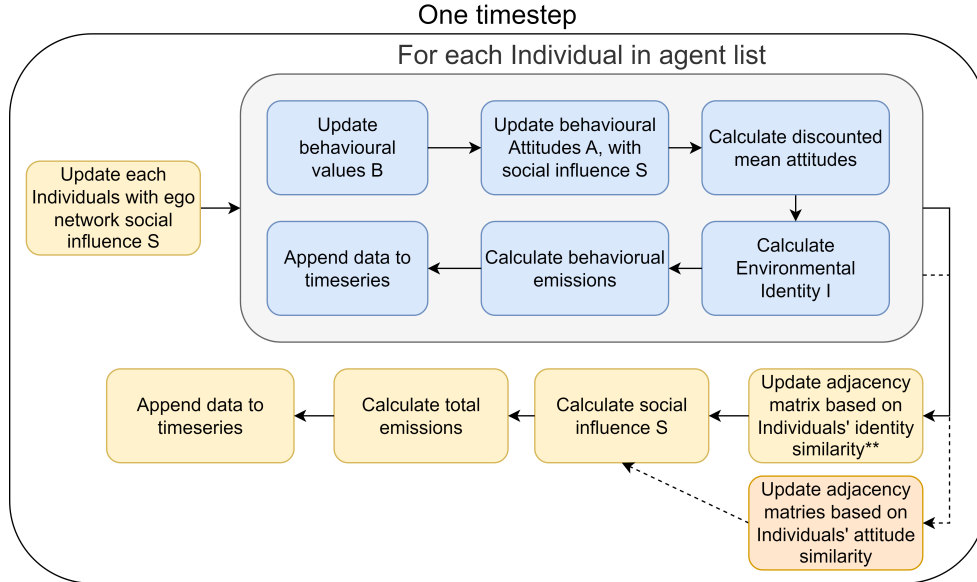 One timestep
For each Individual in agent list
Update each
Individuals with ego
network social
influence S
Update
behavioural
values B
Update behavioural
Attitudes A, with
social influence S
Calculate discounted
mean attitudes
Calculate
Environmental
Identity I
Calculate behaviorual
emissions
Append data to
timeseries
Update adjacency
matrix based on
Individuals' identity
similarity**
Update adjacency
matries based on
Individuals' attitude
similarity
Calculate social
influence S
Calculate total
emissions
Append data to
timeseries